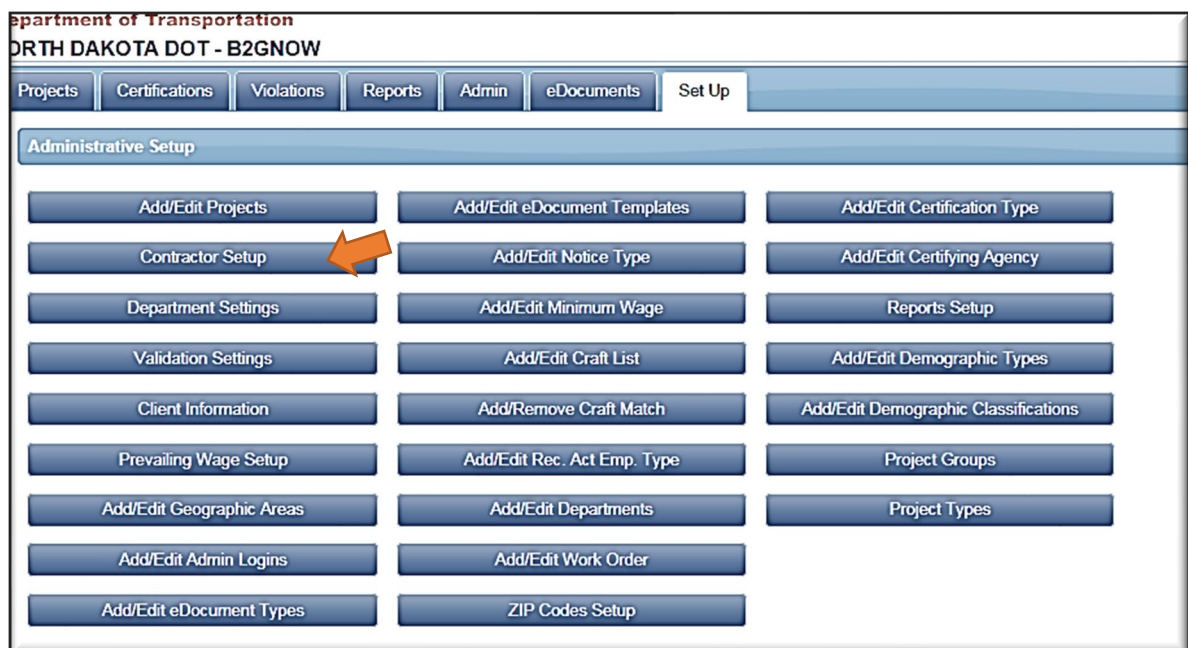 epartment of Transportation
ORTH DAKOTA DOT - B2GNOW
Projects Certifications Violations Reports Admin eDocuments Set Up
Administrative Setup
Add/Edit Projects Add/Edit eDocument Templates Add/Edit Certification Type
Contractor Setup Add/Edit Notice Type Add/Edit Certifying Agency
Department Settings Add/Edit Minimum Wage Reports Setup
Validation Settings Add/Edit Craft List Add/Edit Demographic Types
Client Information Add/Remove Craft Match Add/Edit Demographic Classifications
Prevailing Wage Setup Add/Edit Rec. Act Emp. Type Project Groups
Add/Edit Geographic Areas Add/Edit Departments Project Types
Add/Edit Admin Logins Add/Edit Work Order
Add/Edit eDocument Types ZIP Codes Setup